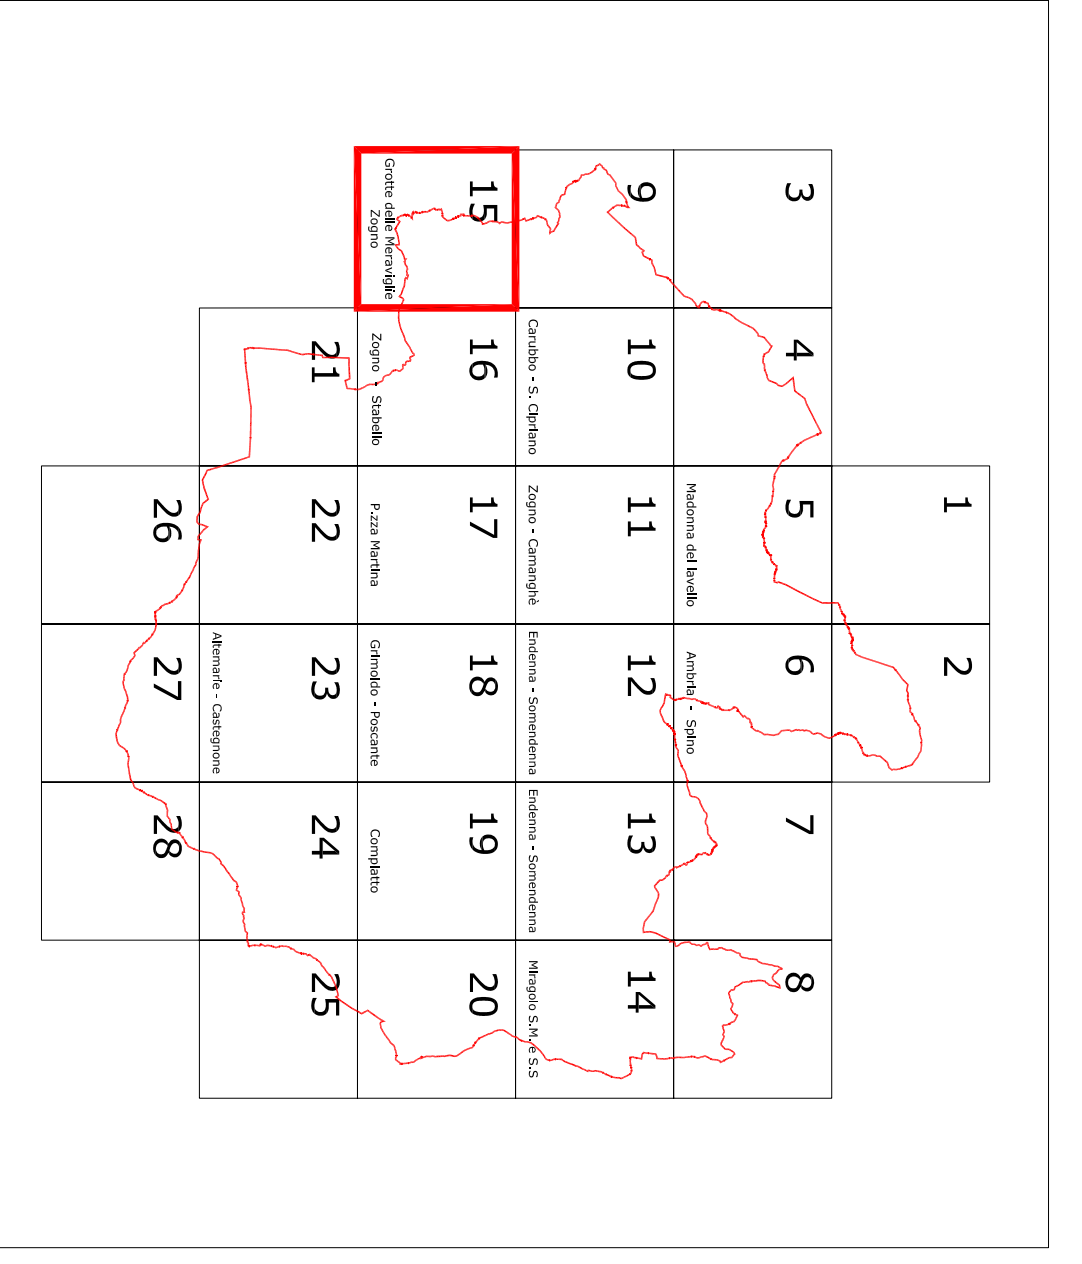 1
2
3
4
5
Madonna del lavello
6
Ambria - Spino
7
8
9
10
Carubbo - S. Cipriano
11
Zogno - Camanghè
12
Endenna - Somendenna
13
Endenna - Somendenna
14
Miragolo S.M. e S.S
15
Grotte delle Meraviglie
Zogno
16
Zogno - Stabello
17
P.zza Martina
18
Grimoldo - Poscante
19
Complatto
20
21
22
23
Altemarie - Castegnone
24
25
26
27
28